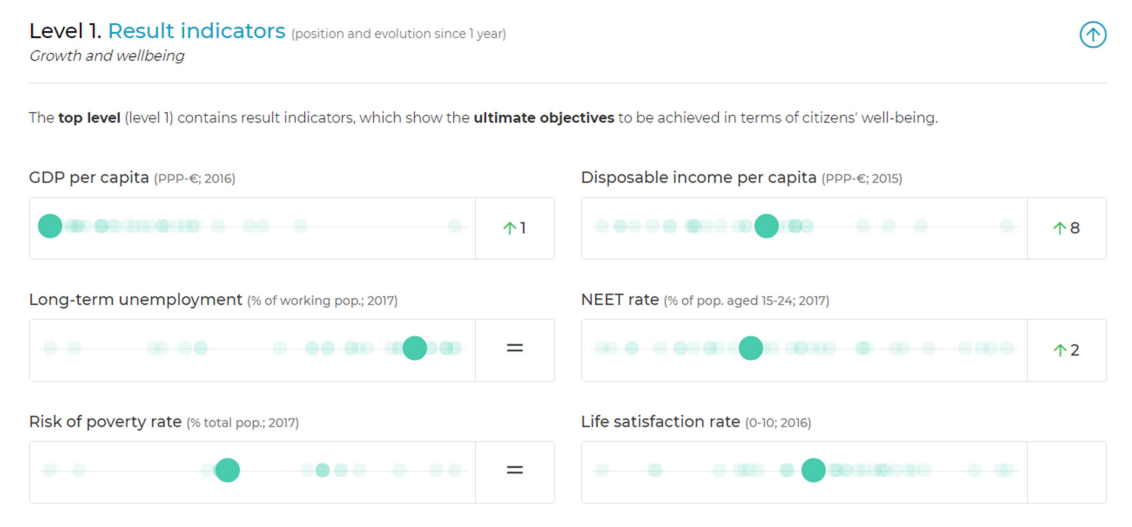 Level 1. Result indicators (position and evolution since 1 year)
Growth and wellbeing
The top level (level 1) contains result indicators, which show the ultimate objectives to be achieved in terms of citizens' well-being.
GDP per capita (PPP-€; 2016)
↑1
Disposable income per capita (PPP-€; 2015)
↑8
Long-term unemployment (% of working pop.; 2017)
=
NEET rate (% of pop. aged 15-24; 2017)
↑2
Risk of poverty rate (% total pop.; 2017)
=
Life satisfaction rate (0-10; 2016)